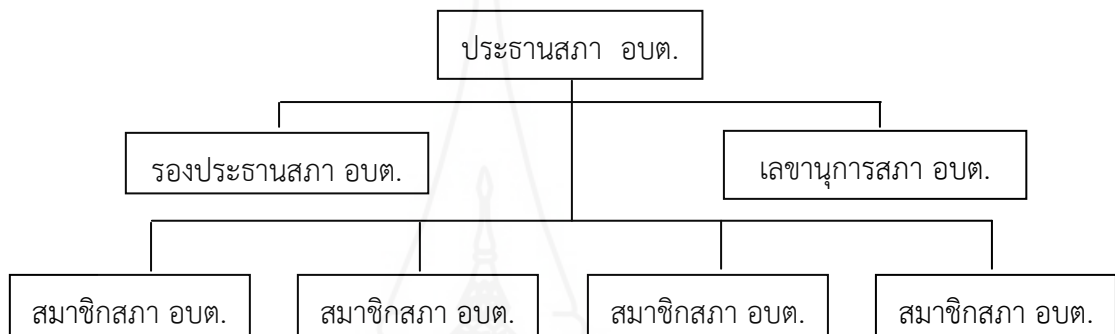 ประธานสภา อบต.
รองประธานสภา อบต.
เลขานุการสภา อบต.
สมาชิกสภา อบต.
สมาชิกสภา อบต.
สมาชิกสภา อบต.
สมาชิกสภา อบต.